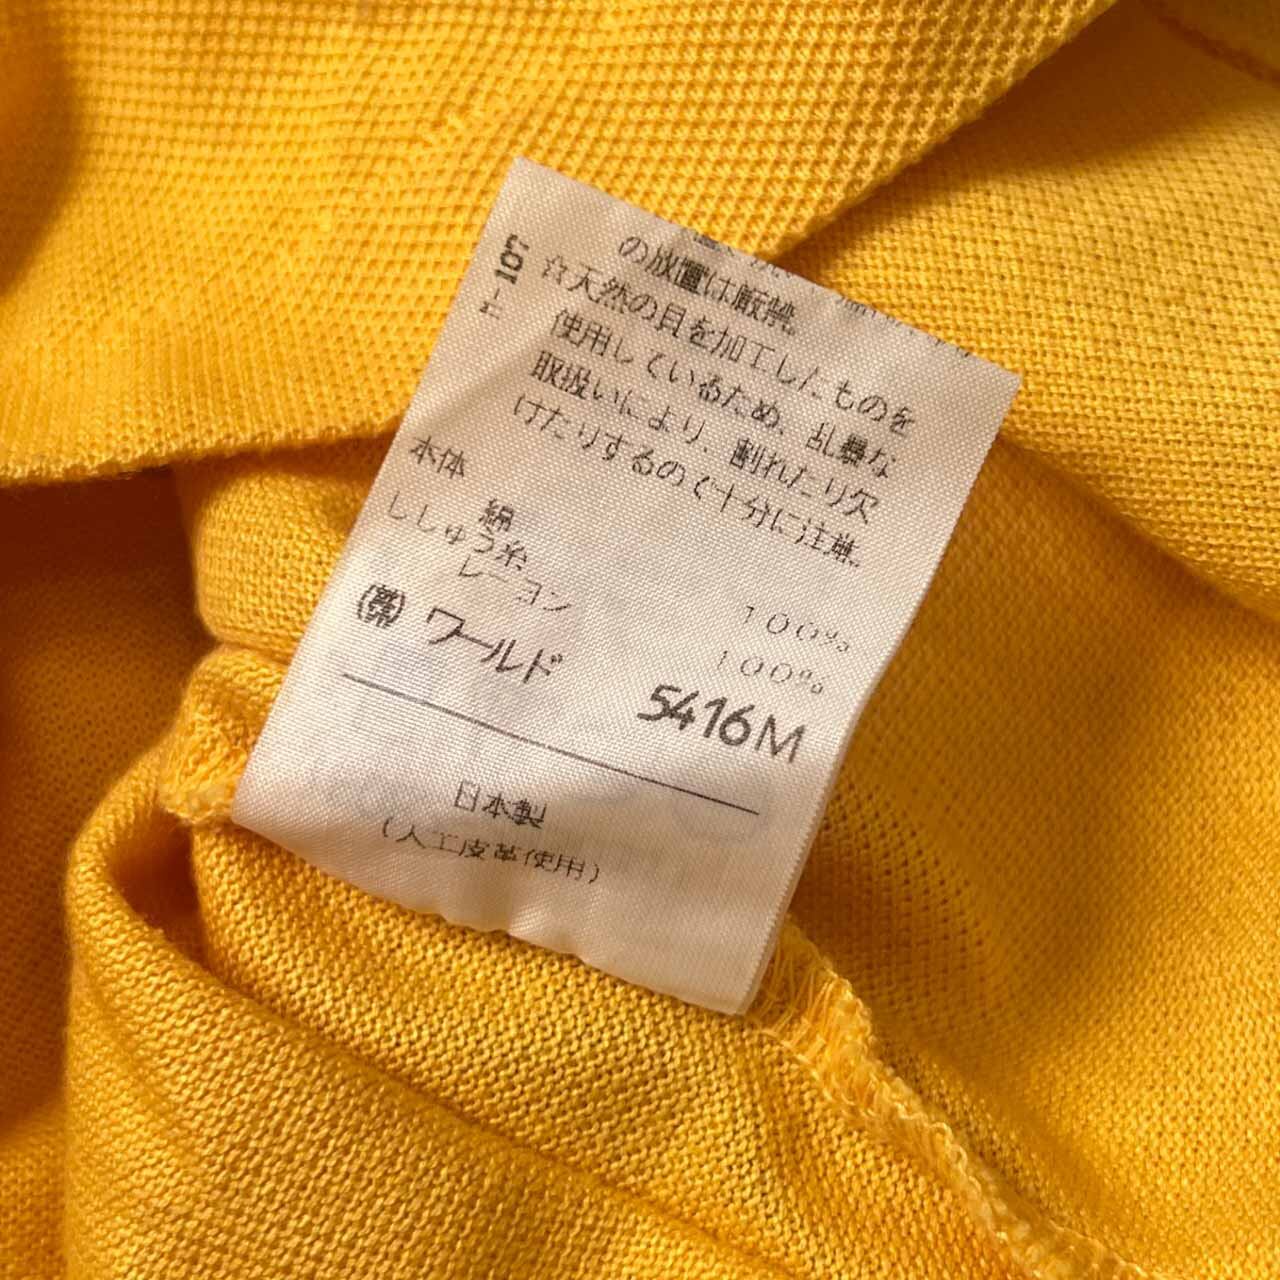 の放置は厳禁。
☆天然の貝を加工したものを
使用しているため、乱暴な
取扱いにより、割れたり欠
けたりするので十分に注意。
本体
綿 100%
ししゅう糸
レーヨン 100%
㈱ワールド
5416M
日本製
(人工皮革使用)
107